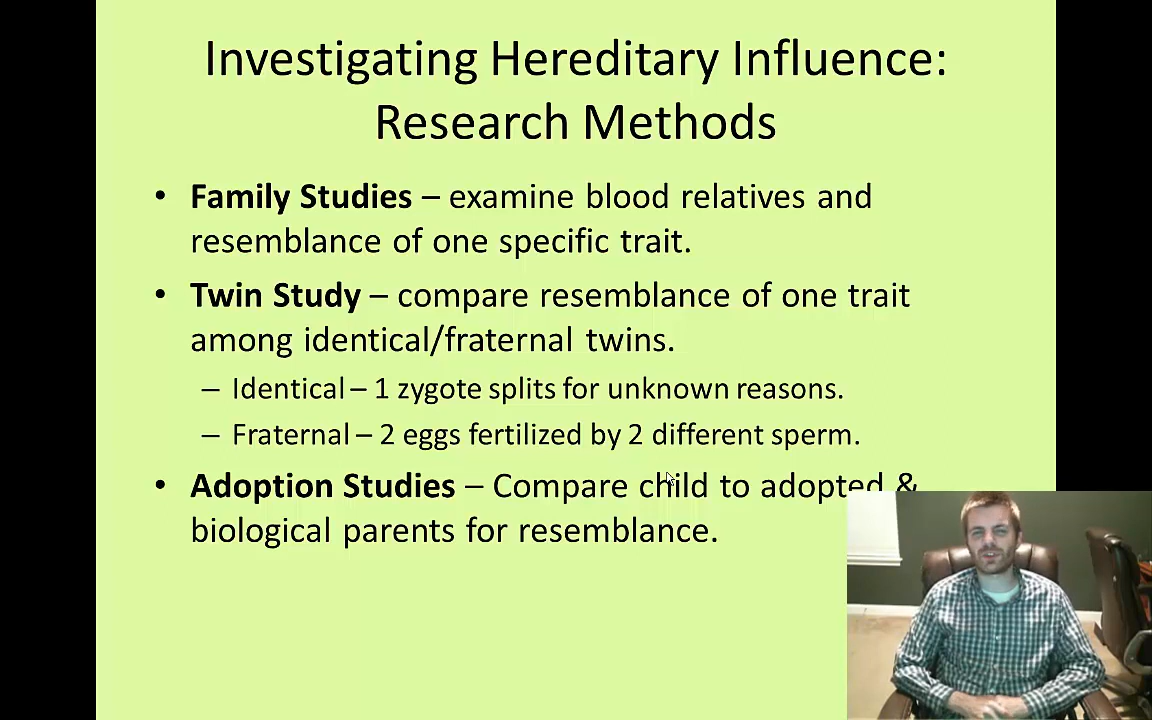 Investigating Hereditary Influence:
Research Methods
• Family Studies – examine blood relatives and
resemblance of one specific trait.
• Twin Study – compare resemblance of one trait
among identical/fraternal twins.
– Identical – 1 zygote splits for unknown reasons.
– Fraternal – 2 eggs fertilized by 2 different sperm.
• Adoption Studies – Compare child to adopted &
biological parents for resemblance.